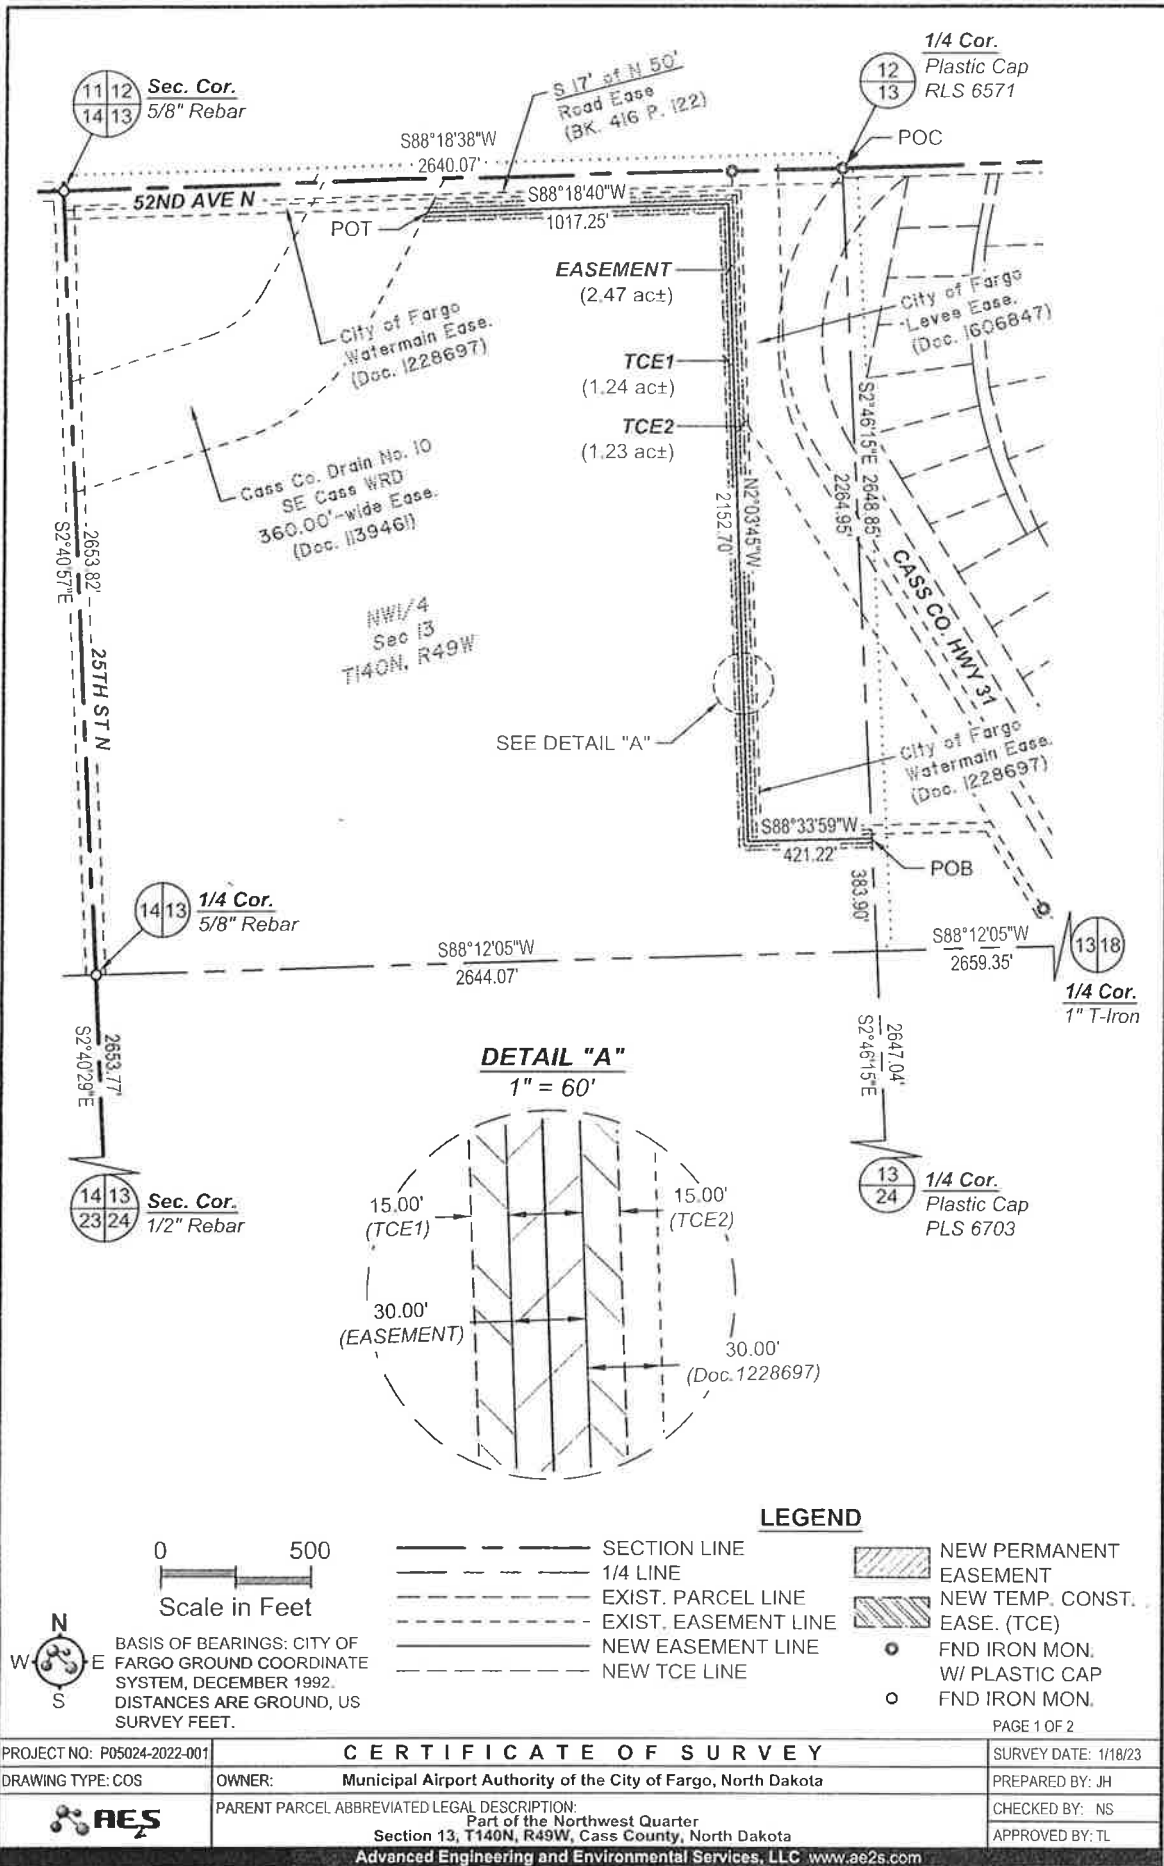 1/4 Cor.
Plastic Cap
RLS 6571
12
13
POC
11 12
14 13
Sec. Cor.
5/8" Rebar
S 17' of N 50'
Road Ease
(BK. 416 P. 122)
S88°18'38"W
2640.07'
52ND AVE N
S88°18'40"W
1017.25'
POT
EASEMENT
(2.47 ac±)
City of Fargo
Levee Ease.
(Doc. 1606847)
City of Fargo
Watermain Ease.
(Doc. 1228697)
TCE1
(1.24 ac±)
TCE2
(1.23 ac±)
Cass Co. Drain No. 10
SE Cass WRD
360.00'-wide Ease.
(Doc. 1139461)
S2°40'57"E
2653.82'
25TH ST N
2152.70'
N2°03'45"W
2264.95'
S2°46'15"E 2648.85'
CASS CO. HWY 31
NW1/4
Sec 13
T140N, R49W
SEE DETAIL "A"
City of Fargo
Watermain Ease.
(Doc. 1228697)
S88°33'59"W
421.22'
POB
383.90'
14 13
1/4 Cor.
5/8" Rebar
S88°12'05"W
2644.07'
S88°12'05"W
2659.35'
13 18
1/4 Cor.
1" T-Iron
S2°40'29"E
2653.77'
S2°46'15"E
2647.04'
DETAIL "A"
1" = 60'
14 13
23 24
Sec. Cor.
1/2" Rebar
13
24
1/4 Cor.
Plastic Cap
PLS 6703
15.00'
(TCE1)
15.00'
(TCE2)
30.00'
(EASEMENT)
30.00'
(Doc.1228697)
LEGEND
SECTION LINE
1/4 LINE
EXIST. PARCEL LINE
EXIST. EASEMENT LINE
NEW EASEMENT LINE
NEW TCE LINE
NEW PERMANENT
EASEMENT
NEW TEMP. CONST.
EASE. (TCE)
FND IRON MON.
W/ PLASTIC CAP
FND IRON MON.
0 500
Scale in Feet
N
W E
S
BASIS OF BEARINGS: CITY OF
FARGO GROUND COORDINATE
SYSTEM, DECEMBER 1992.
DISTANCES ARE GROUND, US
SURVEY FEET.
PAGE 1 OF 2
PROJECT NO: P05024-2022-001
CERTIFICATE OF SURVEY
SURVEY DATE: 1/18/23
DRAWING TYPE: COS
OWNER: Municipal Airport Authority of the City of Fargo, North Dakota
PREPARED BY: JH
AE2S
PARENT PARCEL ABBREVIATED LEGAL DESCRIPTION:
Part of the Northwest Quarter
Section 13, T140N, R49W, Cass County, North Dakota
CHECKED BY: NS
APPROVED BY: TL
Advanced Engineering and Environmental Services, LLC www.ae2s.com